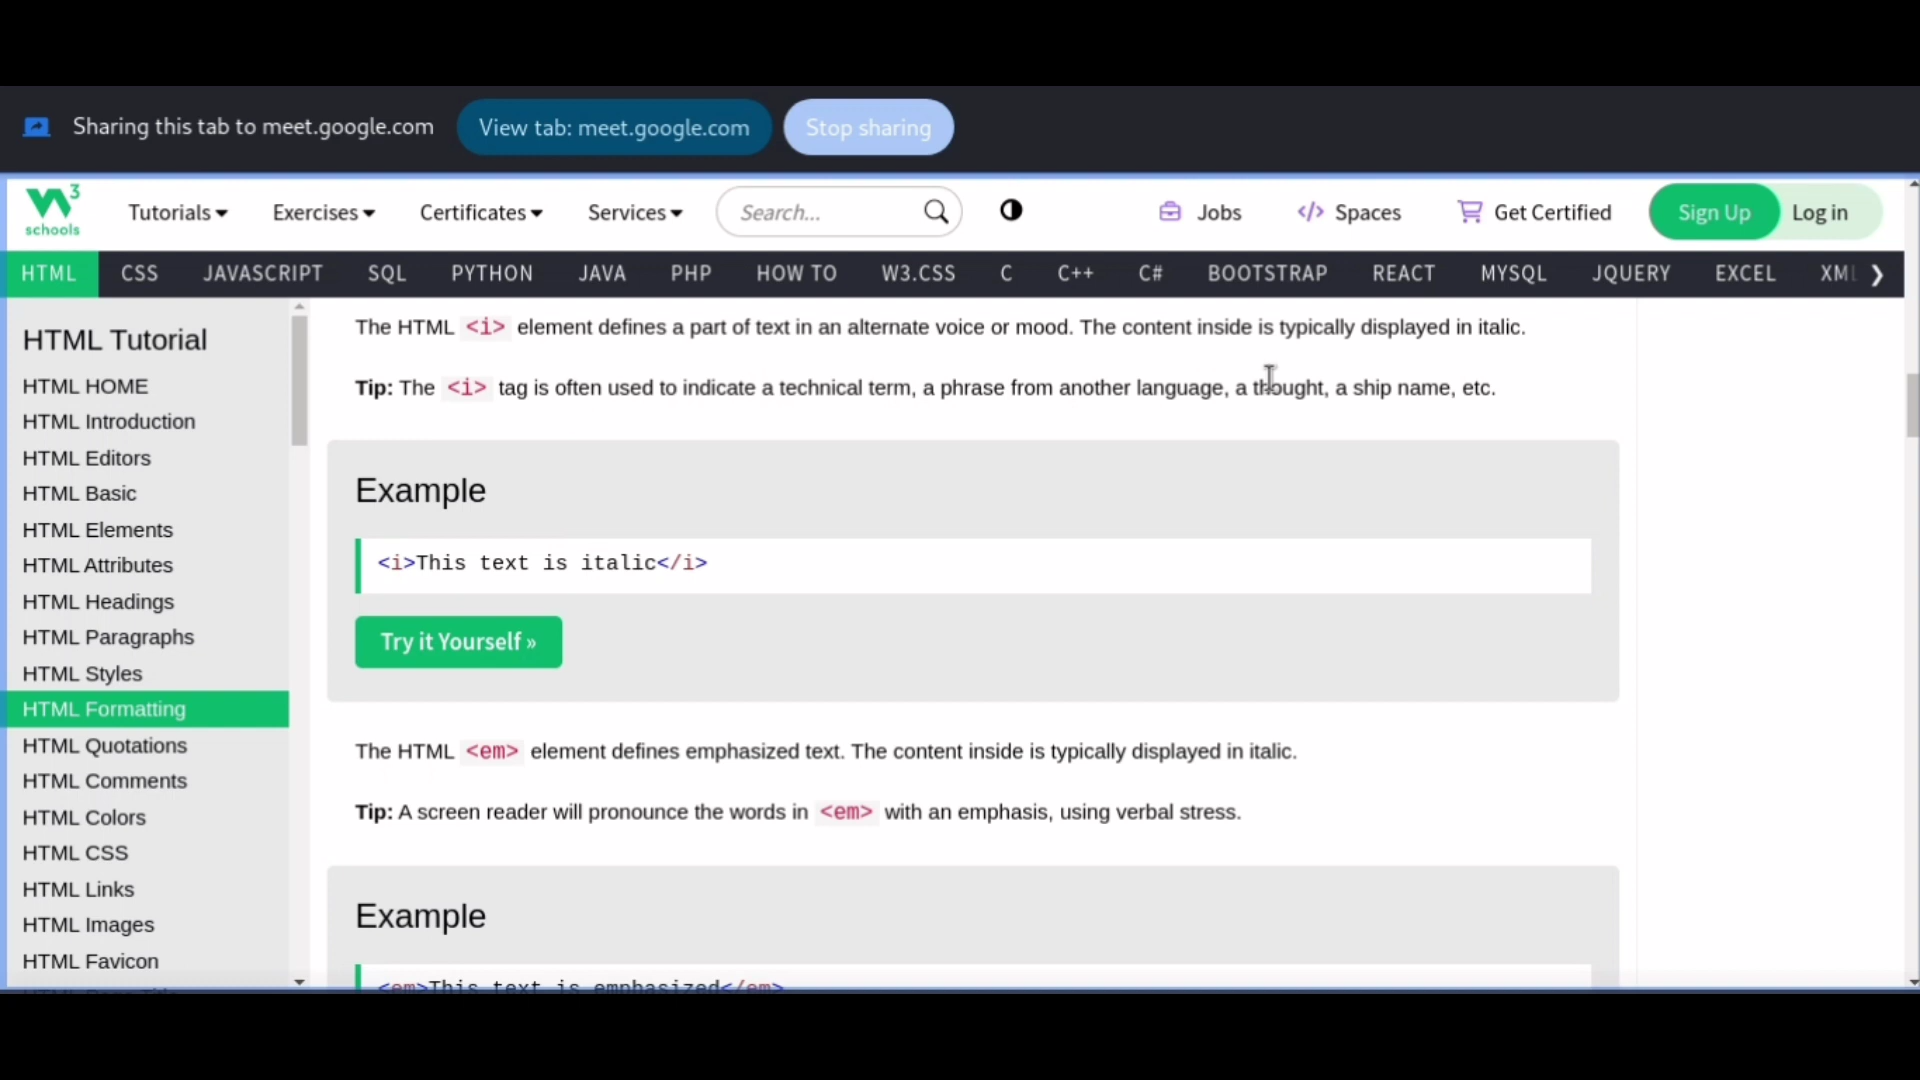 Sharing this tab to meet.google.com View tab: meet.google.com Stop sharing
W3 schools Tutorials Exercises Certificates Services Search... Jobs </> Spaces Get Certified Sign Up Log in
HTML CSS JAVASCRIPT SQL PYTHON JAVA PHP HOW TO W3.CSS C C++ C# BOOTSTRAP REACT MYSQL JQUERY EXCEL XML ❯
HTML Tutorial
HTML HOME
HTML Introduction
HTML Editors
HTML Basic
HTML Elements
HTML Attributes
HTML Headings
HTML Paragraphs
HTML Styles
HTML Formatting
HTML Quotations
HTML Comments
HTML Colors
HTML CSS
HTML Links
HTML Images
HTML Favicon
The HTML <i> element defines a part of text in an alternate voice or mood. The content inside is typically displayed in italic.
Tip: The <i> tag is often used to indicate a technical term, a phrase from another language, a thought, a ship name, etc.
Example
<i>This text is italic</i>
Try it Yourself »
The HTML <em> element defines emphasized text. The content inside is typically displayed in italic.
Tip: A screen reader will pronounce the words in <em> with an emphasis, using verbal stress.
Example
<em>This text is emphasized</em>